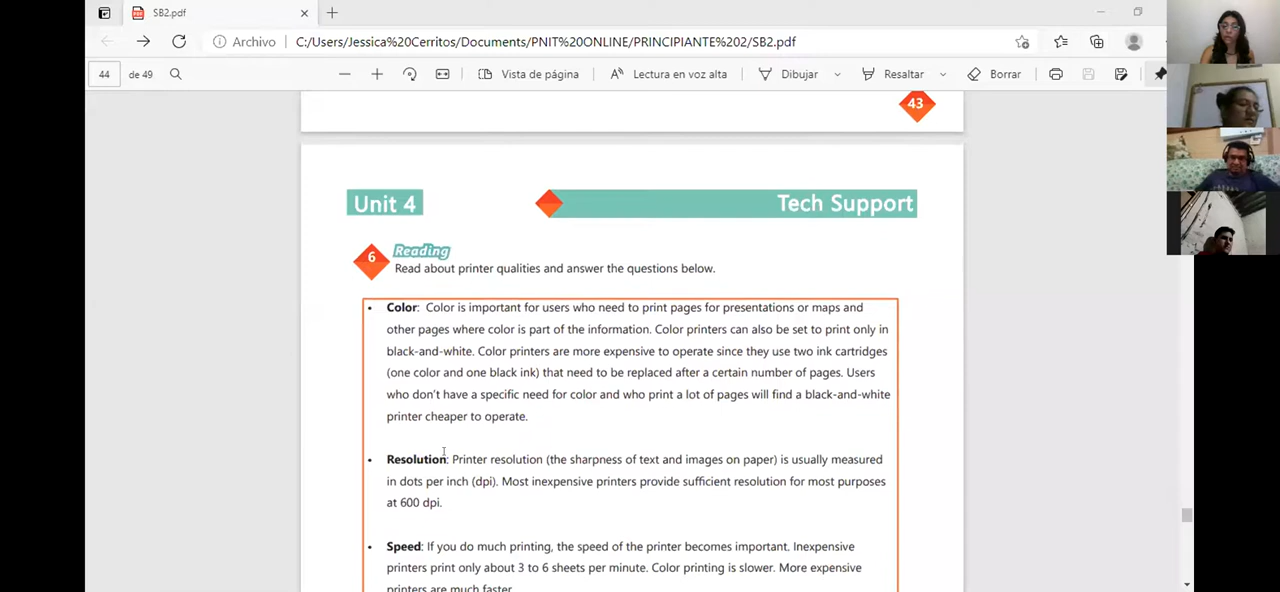 SB2.pdf
Archivo C:/Users/Jessica%20Cerritos/Documents/PNIT%20ONLINE/PRINCIPIANTE%202/SB2.pdf
44 de 49 Vista de página Lectura en voz alta Dibujar Resaltar Borrar
43
Unit 4 Tech Support
6 Reading
Read about printer qualities and answer the questions below.
• Color: Color is important for users who need to print pages for presentations or maps and
other pages where color is part of the information. Color printers can also be set to print only in
black-and-white. Color printers are more expensive to operate since they use two ink cartridges
(one color and one black ink) that need to be replaced after a certain number of pages. Users
who don't have a specific need for color and who print a lot of pages will find a black-and-white
printer cheaper to operate.
• Resolution: Printer resolution (the sharpness of text and images on paper) is usually measured
in dots per inch (dpi). Most inexpensive printers provide sufficient resolution for most purposes
at 600 dpi.
• Speed: If you do much printing, the speed of the printer becomes important. Inexpensive
printers print only about 3 to 6 sheets per minute. Color printing is slower. More expensive
printers are much faster.